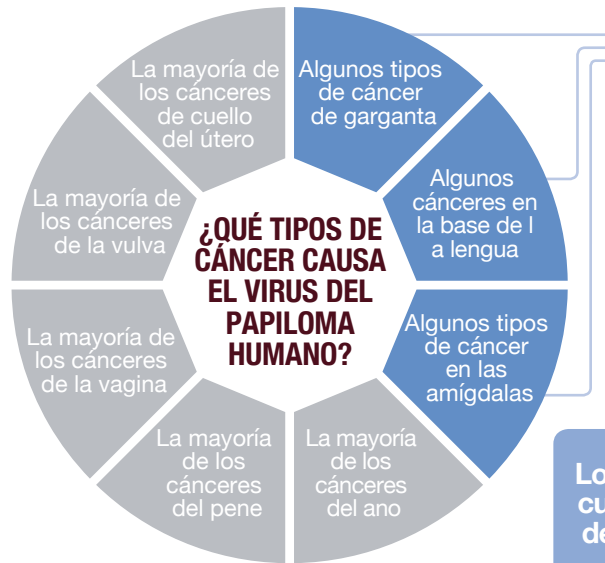 ¿QUÉ TIPOS DE
CÁNCER CAUSA
EL VIRUS DEL
PAPILOMA
HUMANO?
Algunos tipos
de cáncer
de garganta
Algunos
cánceres en
la base de l
a lengua
Algunos tipos
de cáncer
en las
amígdalas
La mayoría
de los
cánceres
del ano
La mayoría
de los
cánceres
del pene
La mayoría de
los cánceres
de la vagina
La mayoría de
los cánceres
de la vulva
La mayoría de
los cánceres
de cuello
del útero